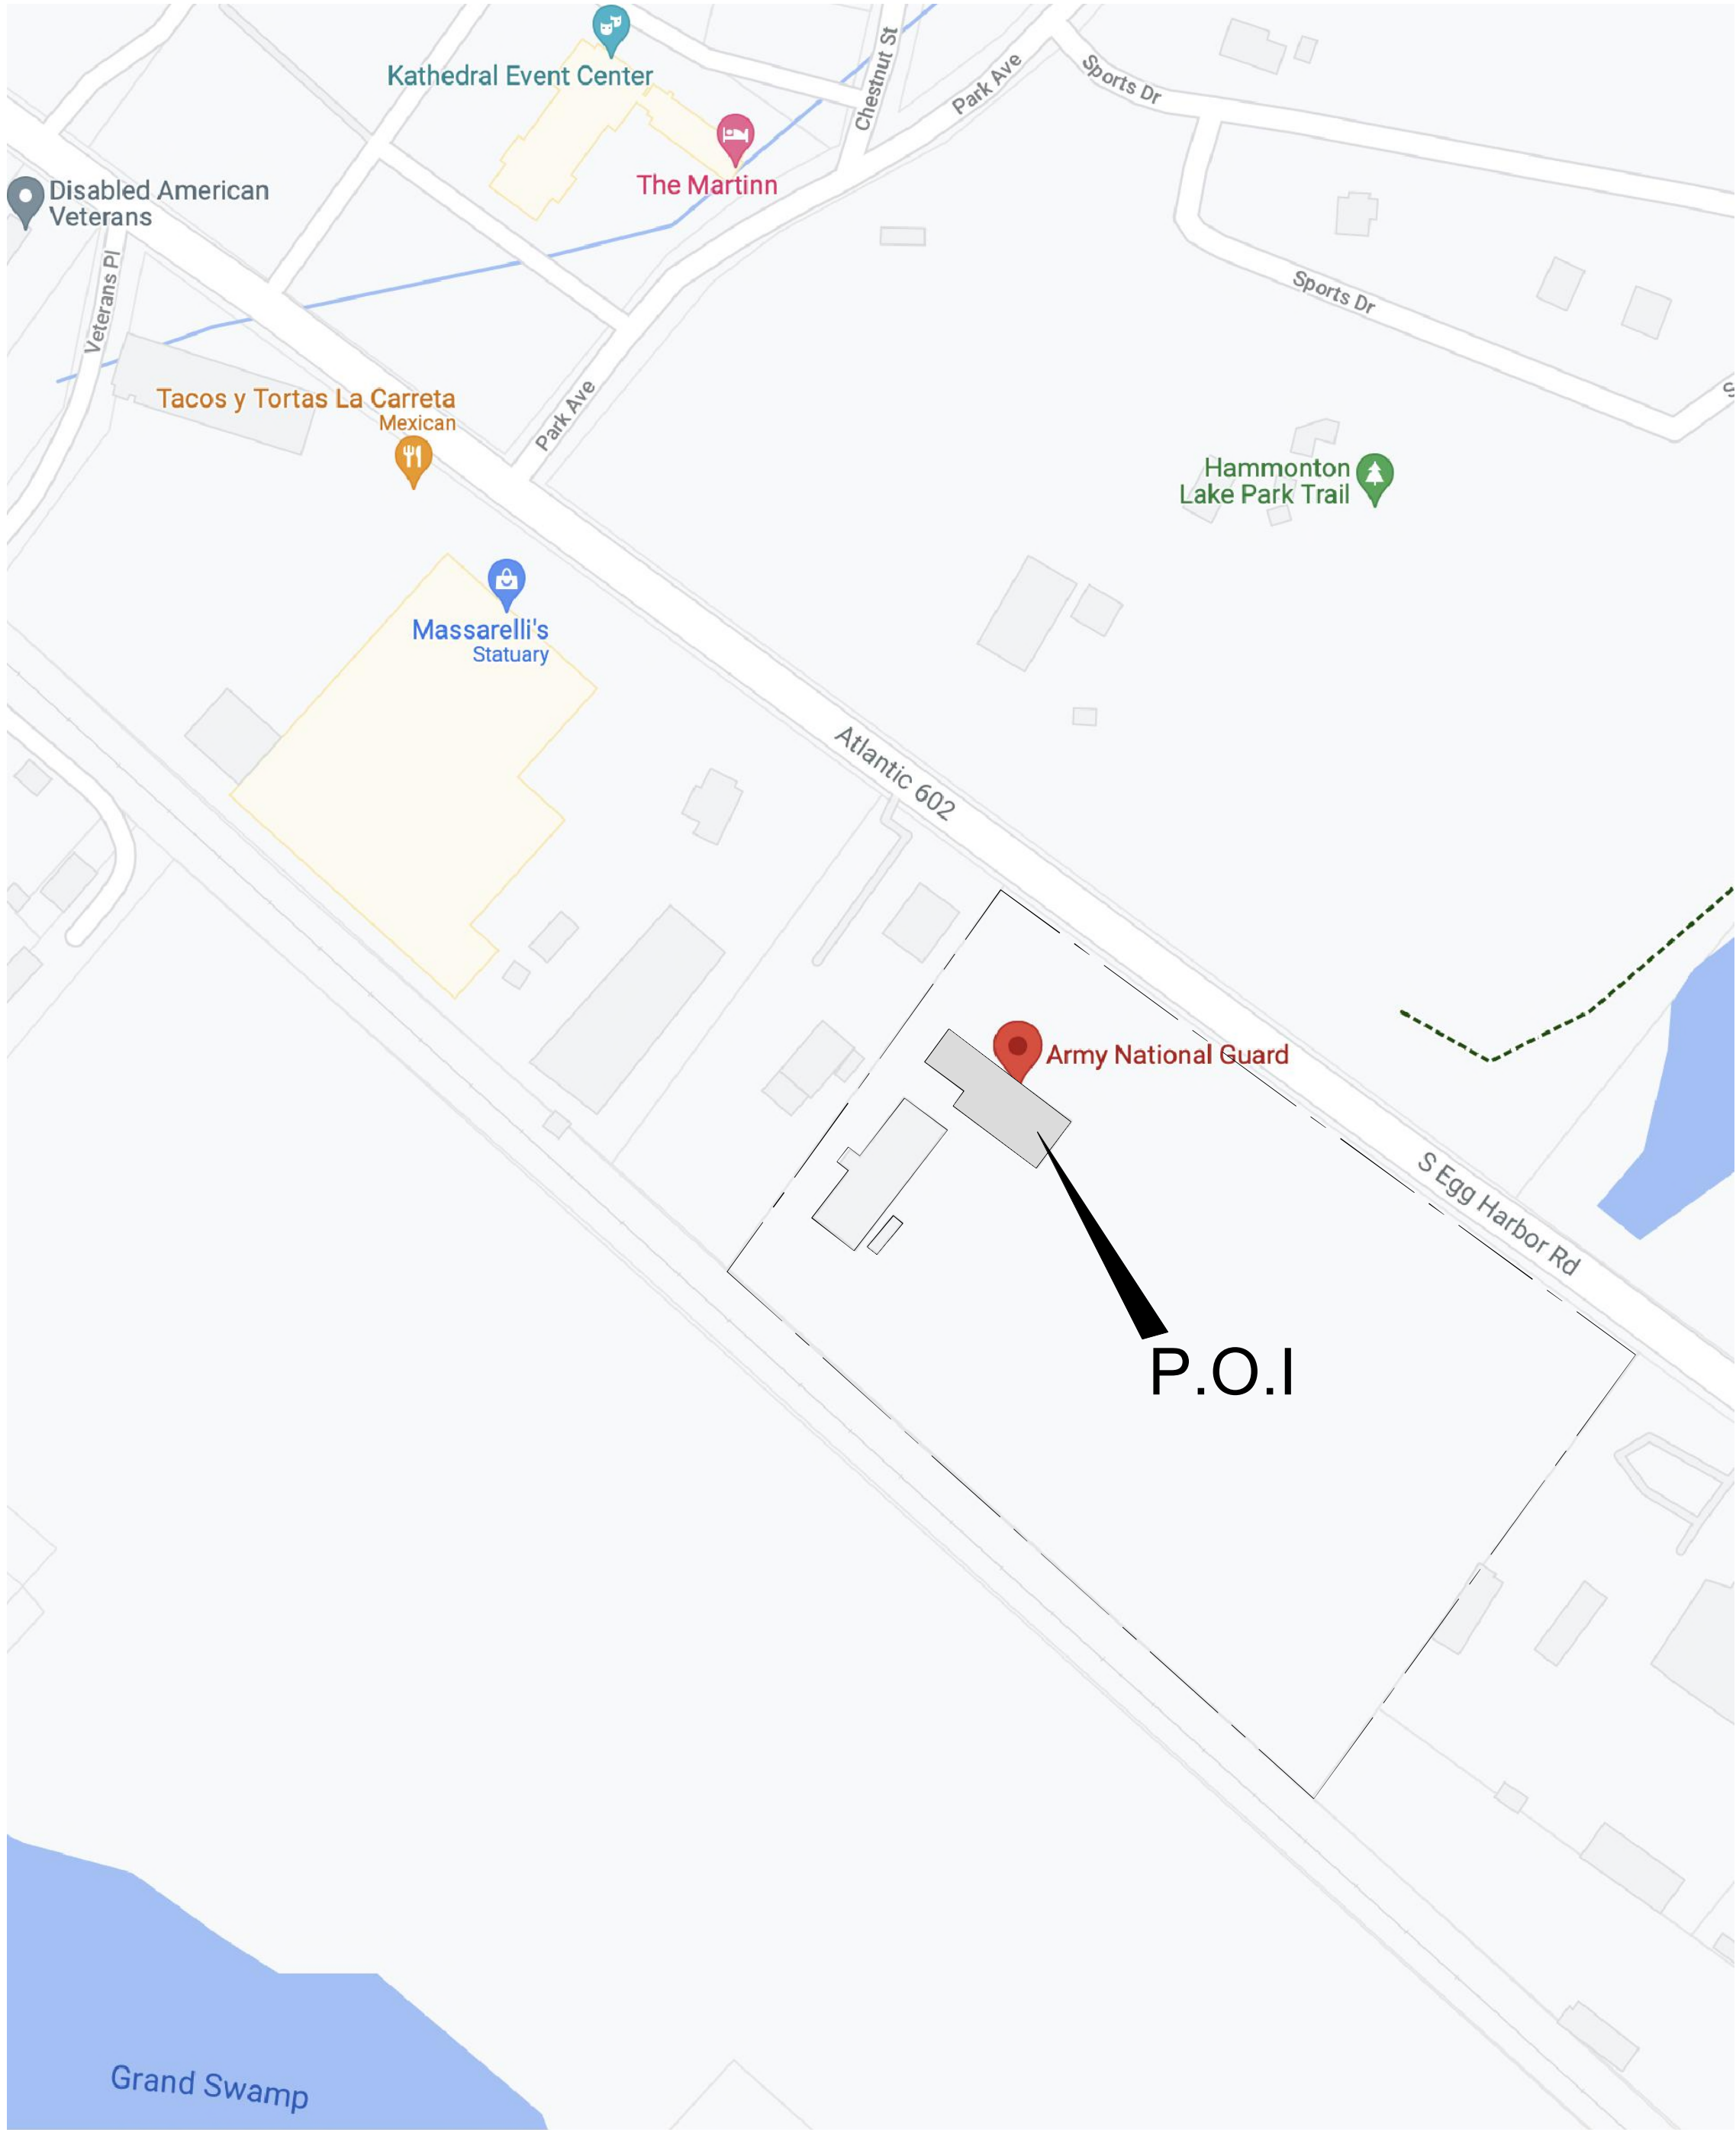 Kathedral Event Center
Chestnut St
Park Ave
Sports Dr
The Martinn
Disabled American
Veterans
Veterans Pl
Sports Dr
Tacos y Tortas La Carreta
Mexican
Park Ave
Hammonton
Lake Park Trail
Massarelli's
Statuary
Atlantic 602
Army National Guard
S Egg Harbor Rd
P.O.I
Grand Swamp